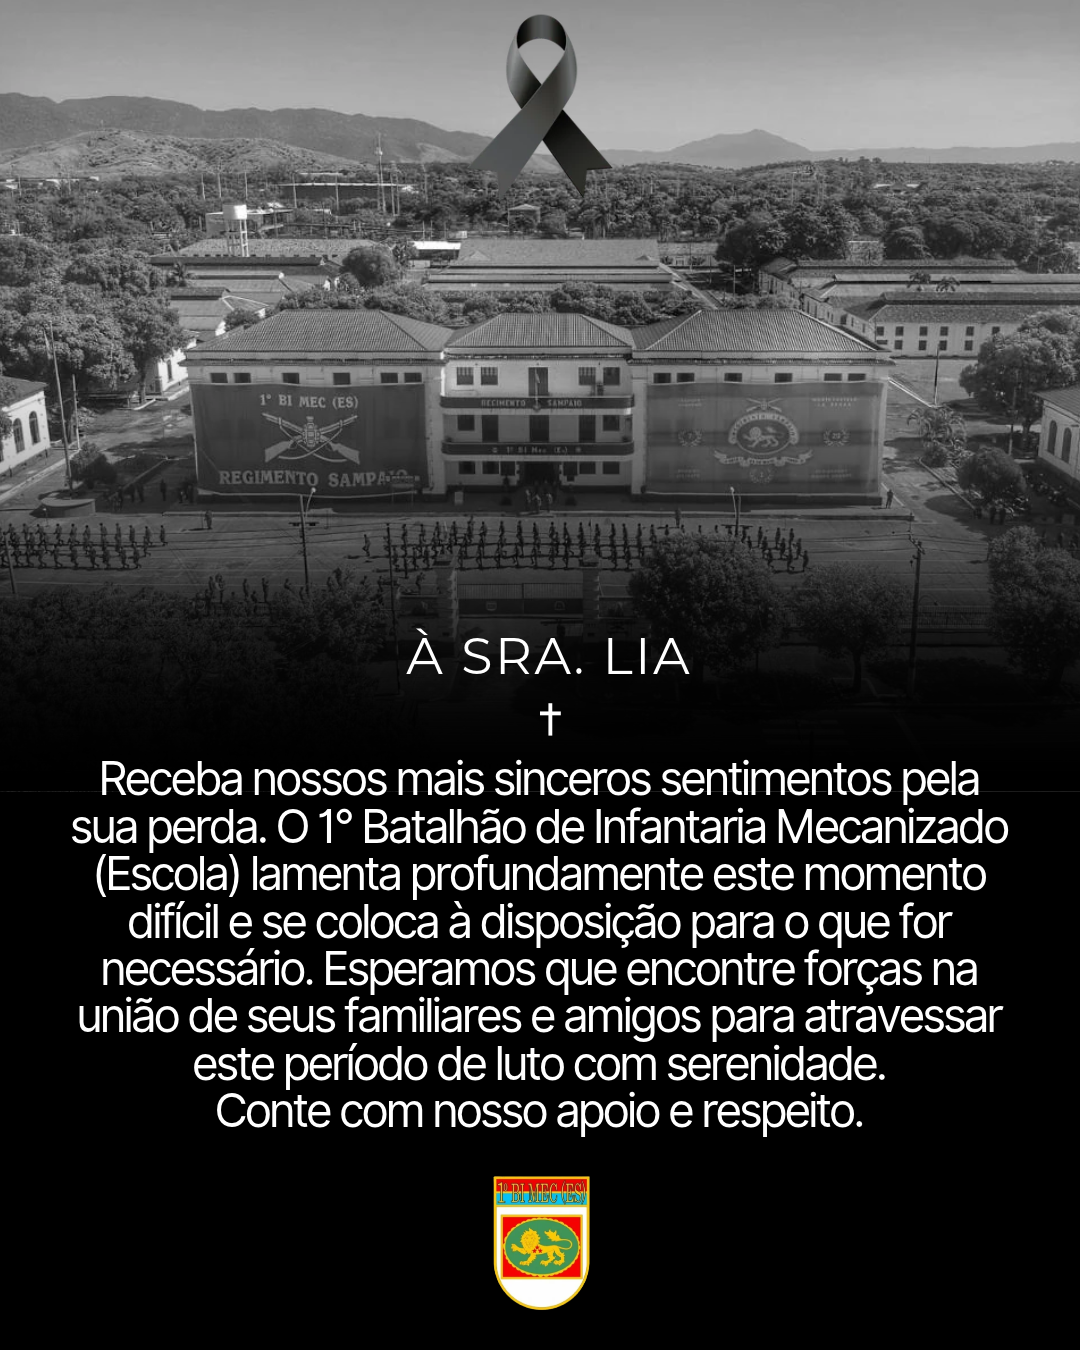 1º BI MEC (ES)
REGIMENTO SAMPAIO
REGIMENTO SAMPAIO
1º BI Mec (Es)
À SRA. LIA
✝
Receba nossos mais sinceros sentimentos pela
sua perda. O 1° Batalhão de Infantaria Mecanizado
(Escola) lamenta profundamente este momento
difícil e se coloca à disposição para o que for
necessário. Esperamos que encontre forças na
união de seus familiares e amigos para atravessar
este período de luto com serenidade.
Conte com nosso apoio e respeito.
1º BI MEC (ES)